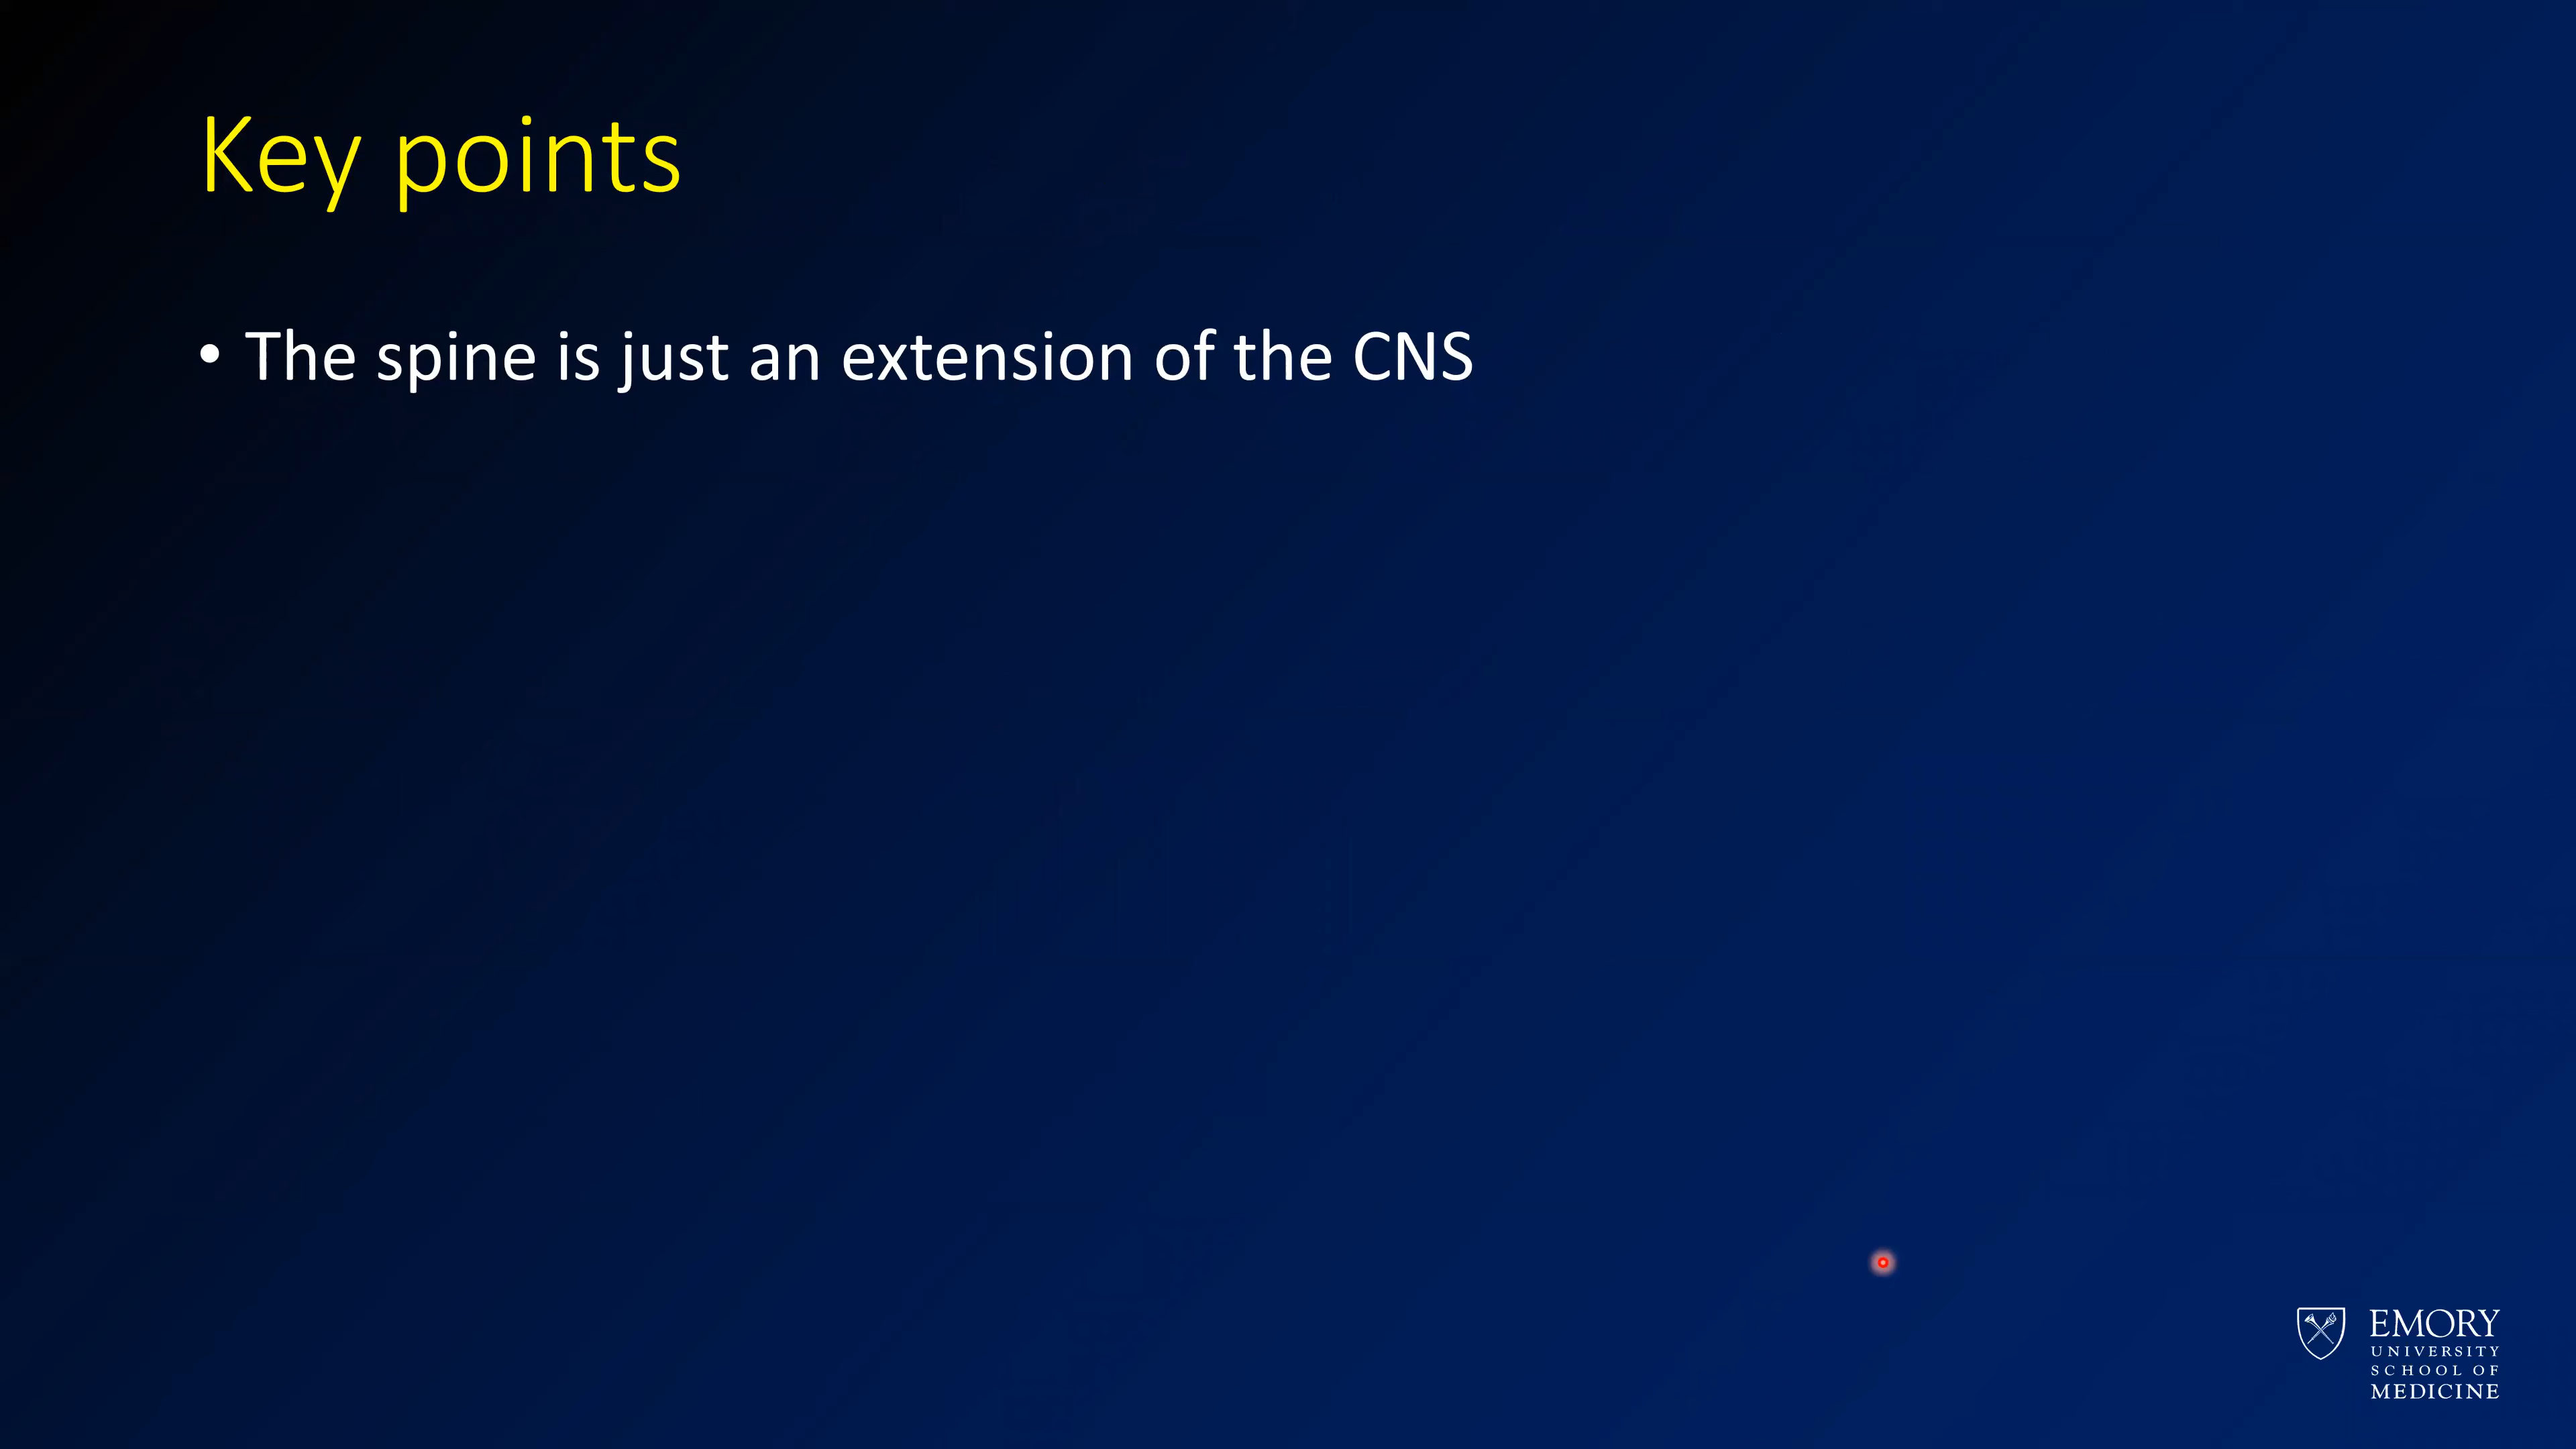 Key points
• The spine is just an extension of the CNS
EMORY
UNIVERSITY
SCHOOL OF
MEDICINE